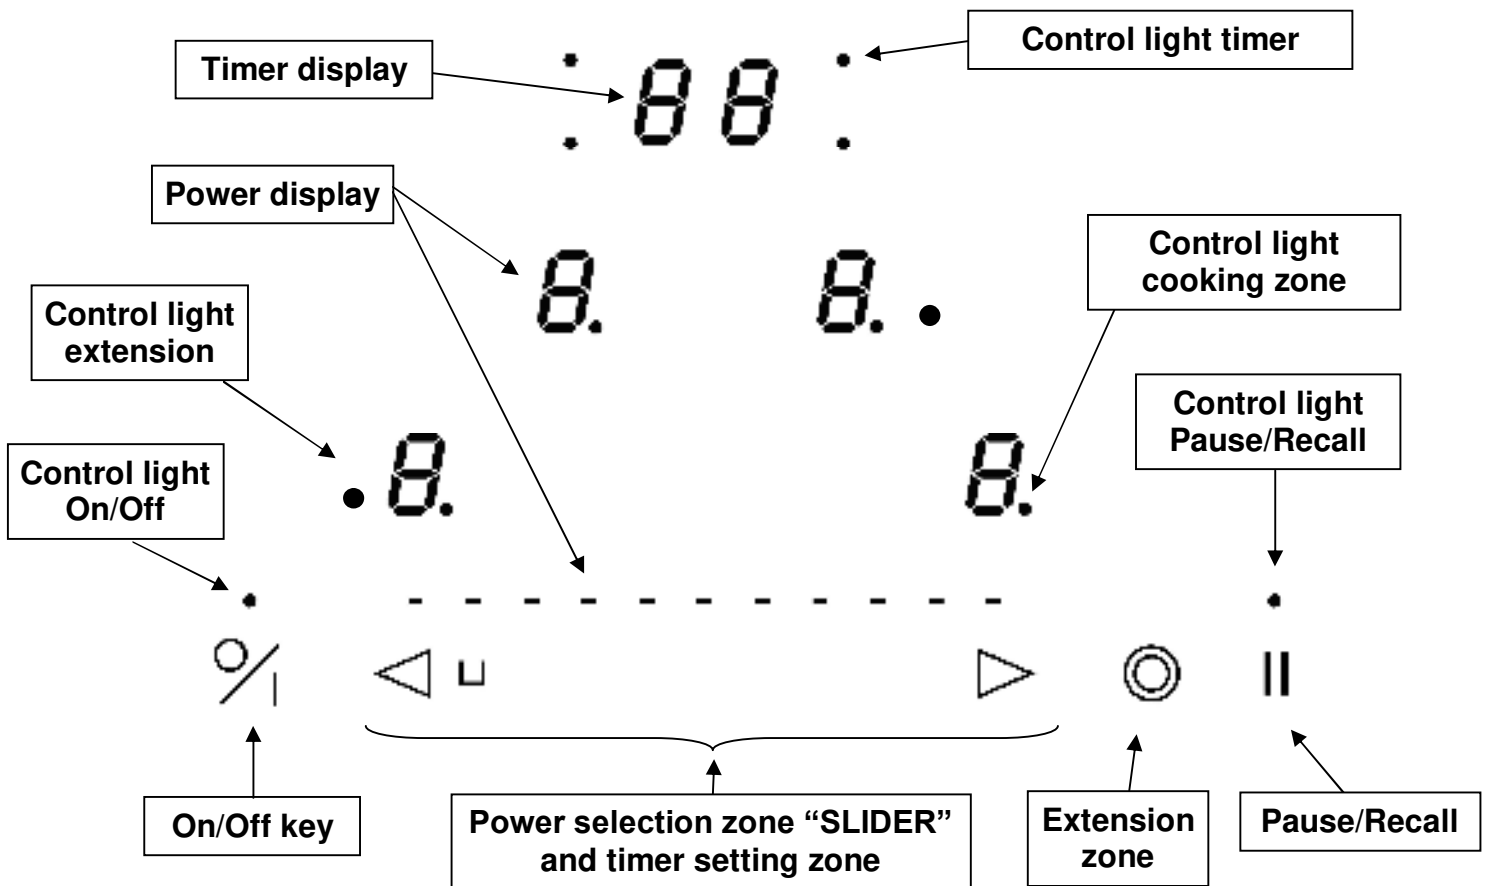 Control light timer
Timer display
88
Power display
8. 8.
Control light
cooking zone
Control light
extension
Control light
Pause/Recall
8. 8.
Control light
On/Off
On/Off key
Power selection zone “SLIDER”
and timer setting zone
Extension
zone
Pause/Recall